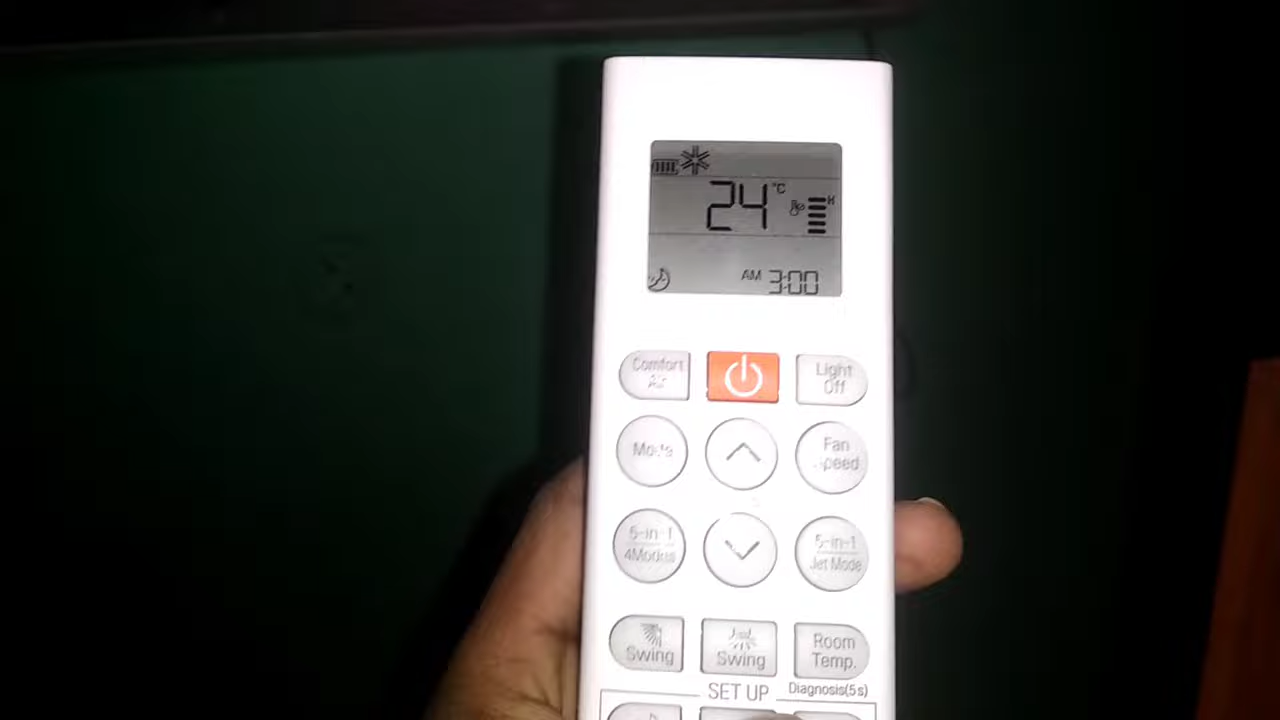 24 °C H
AM 3:00
Comfort
Air
Light
Off
Mode
Fan
Speed
5-in-1
4Modes
5-in-1
Jet Mode
Swing
Swing
Room
Temp.
SET UP
Diagnosis(5s)